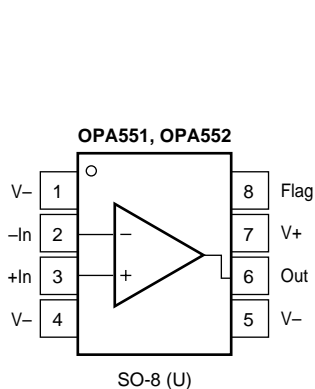 OPA551, OPA552
V– 1 8 Flag
–In 2 – 7 V+
+In 3 + 6 Out
V– 4 5 V–
SO-8 (U)